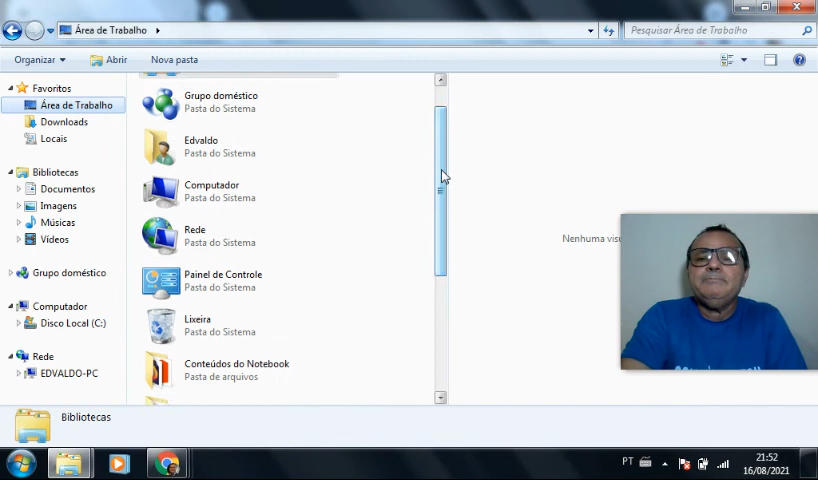 Área de Trabalho
Pesquisar Área de Trabalho
Organizar
Abrir
Nova pasta
Favoritos
Área de Trabalho
Downloads
Locais
Bibliotecas
Documentos
Imagens
Músicas
Vídeos
Grupo doméstico
Computador
Disco Local (C:)
Rede
EDVALDO-PC
Grupo doméstico
Pasta do Sistema
Edvaldo
Pasta do Sistema
Computador
Pasta do Sistema
Rede
Pasta do Sistema
Painel de Controle
Pasta do Sistema
Lixeira
Pasta do Sistema
Conteúdos do Notebook
Pasta de arquivos
Nenhuma
Bibliotecas
PT
21:52
16/08/2021